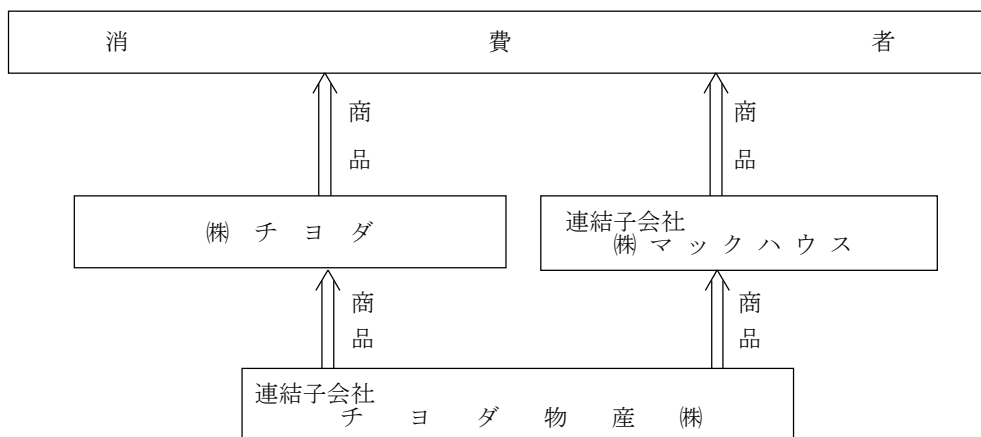 消費者
商品
商品
㈱チヨダ
連結子会社
㈱マックハウス
商品
商品
連結子会社
チヨダ物産㈱